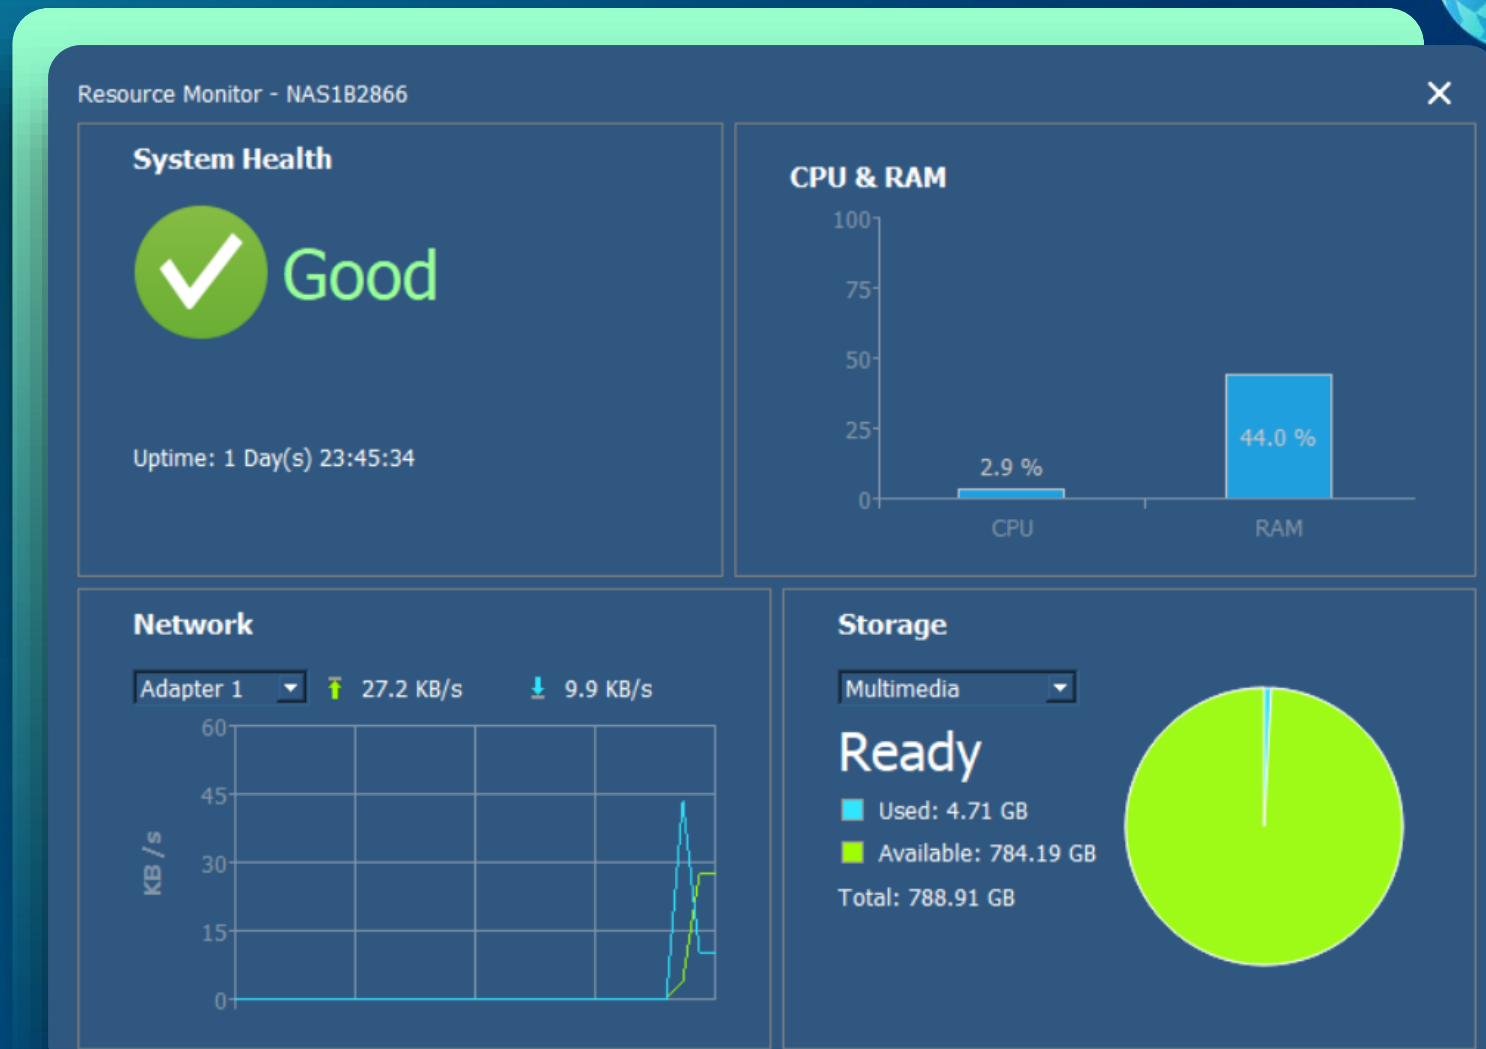 Resource Monitor - NAS1B2866
System Health
Good
Uptime: 1 Day(s) 23:45:34
CPU & RAM
100
75
50
25
0
2.9 %
44.0 %
CPU
RAM
Network
Adapter 1
27.2 KB/s
9.9 KB/s
60
45
30
15
0
KB /s
Storage
Multimedia
Ready
Used: 4.71 GB
Available: 784.19 GB
Total: 788.91 GB